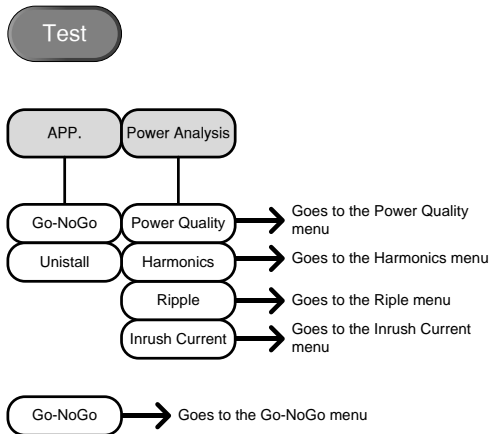 Test
APP.
Power Analysis
Go-NoGo
Power Quality
Goes to the Power Quality
menu
Unistall
Harmonics
Goes to the Harmonics menu
Ripple
Goes to the Riple menu
Inrush Current
Goes to the Inrush Current
menu
Go-NoGo
Goes to the Go-NoGo menu